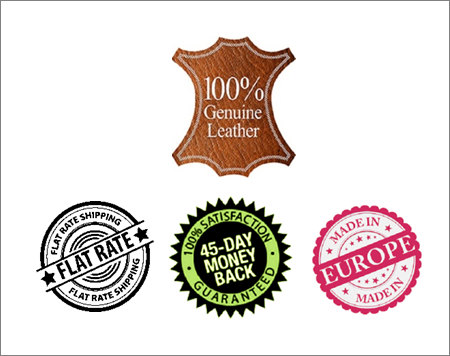 100%
Genuine
Leather
FLAT RATE SHIPPING
FLAT RATE
FLAT RATE SHIPPING
100% SATISFACTION
45-DAY
MONEY
BACK
GUARANTEED
MADE IN
EUROPE
MADE IN